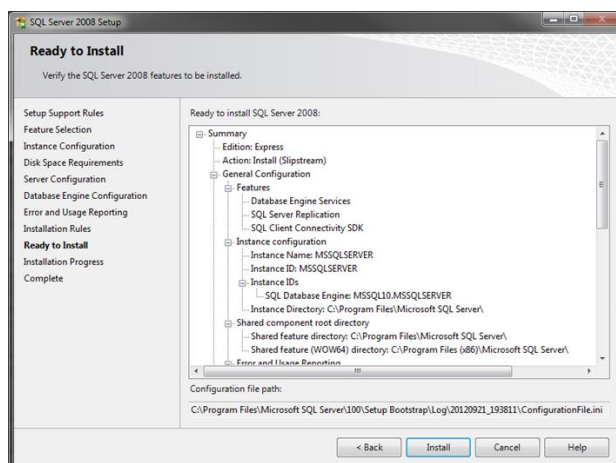 SQL Server 2008 Setup
Ready to Install
Verify the SQL Server 2008 features to be installed.
Setup Support Rules
Feature Selection
Instance Configuration
Disk Space Requirements
Server Configuration
Database Engine Configuration
Error and Usage Reporting
Installation Rules
Ready to Install
Installation Progress
Complete
Ready to install SQL Server 2008:
Summary
Edition: Express
Action: Install (Slipstream)
General Configuration
Features
Database Engine Services
SQL Server Replication
SQL Client Connectivity SDK
Instance configuration
Instance Name: MSSQLSERVER
Instance ID: MSSQLSERVER
Instance IDs
SQL Database Engine: MSSQL10.MSSQLSERVER
Instance Directory: C:\Program Files\Microsoft SQL Server\
Shared component root directory
Shared feature directory: C:\Program Files\Microsoft SQL Server\
Shared feature (WOW64) directory: C:\Program Files (x86)\Microsoft SQL Server\
Error and Usage Reporting
Configuration file path:
C:\Program Files\Microsoft SQL Server\100\Setup Bootstrap\Log\20120921_193811\ConfigurationFile.ini
< Back Install Cancel Help